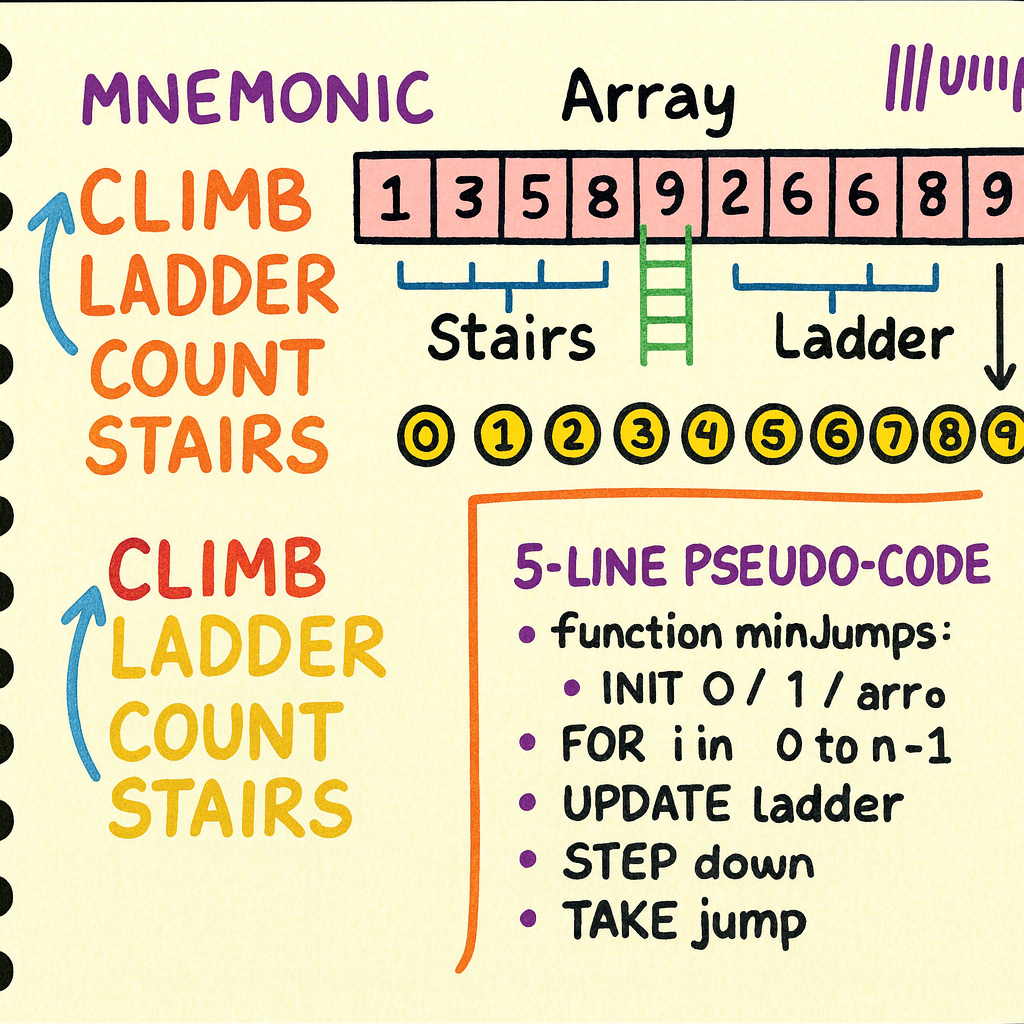 MNEMONIC
Array
CLIMB
LADDER
COUNT
STAIRS
1 3 5 8 9 2 6 6 8 9
Stairs
Ladder
0 1 2 3 4 5 6 7 8 9
CLIMB
LADDER
COUNT
STAIRS
5-LINE PSEUDO-CODE
• function minJumps:
• INIT 0 / 1 / arro
• FOR i in 0 to n-1
• UPDATE ladder
• STEP down
• TAKE jump